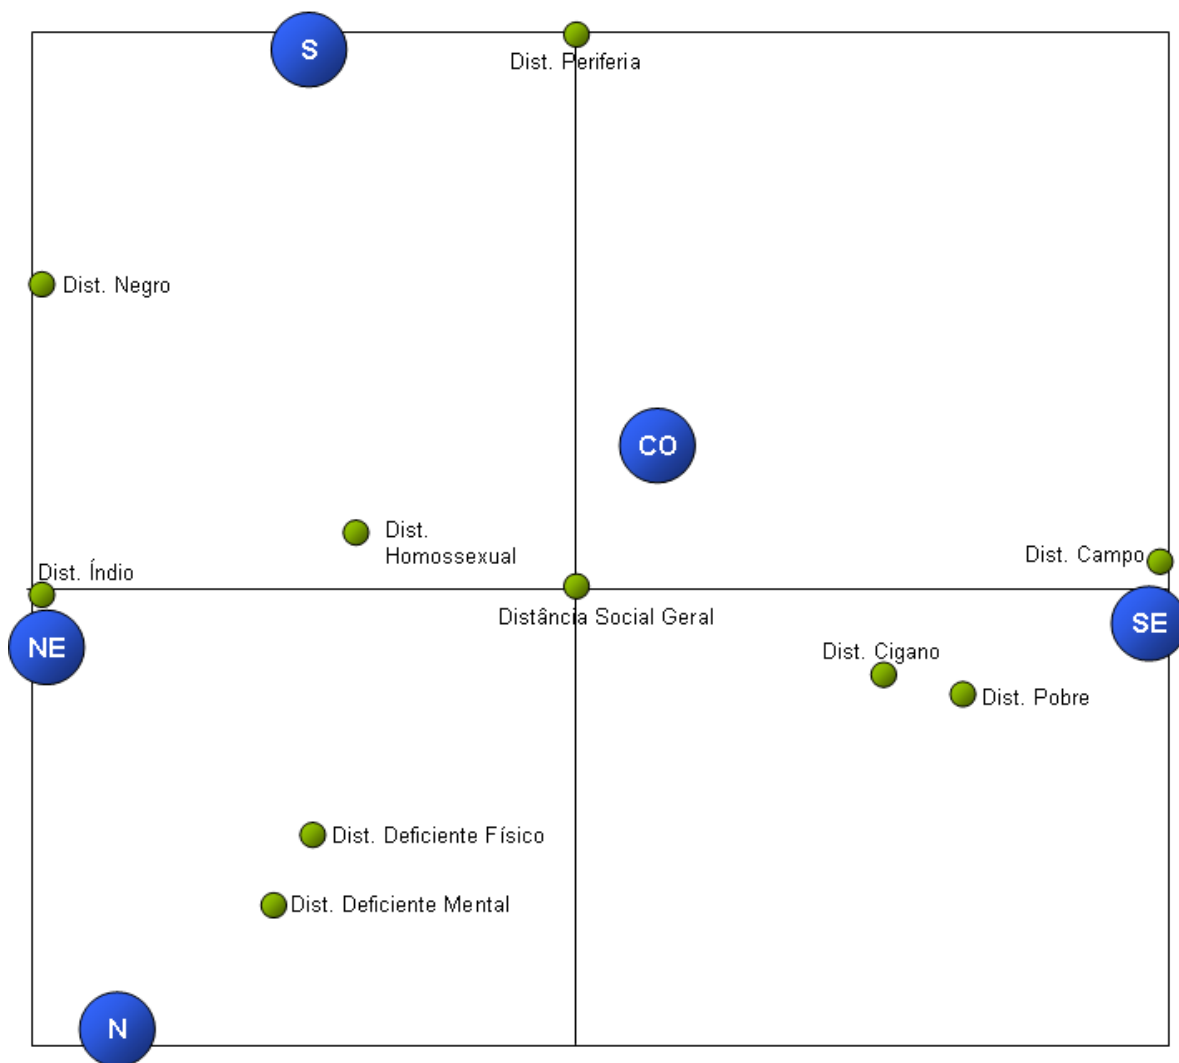 S
Dist. Periferia
Dist. Negro
CO
Dist.
Homossexual
Dist. Campo
Dist. Índio
Distância Social Geral
SE
NE
Dist. Cigano
Dist. Pobre
Dist. Deficiente Físico
Dist. Deficiente Mental
N